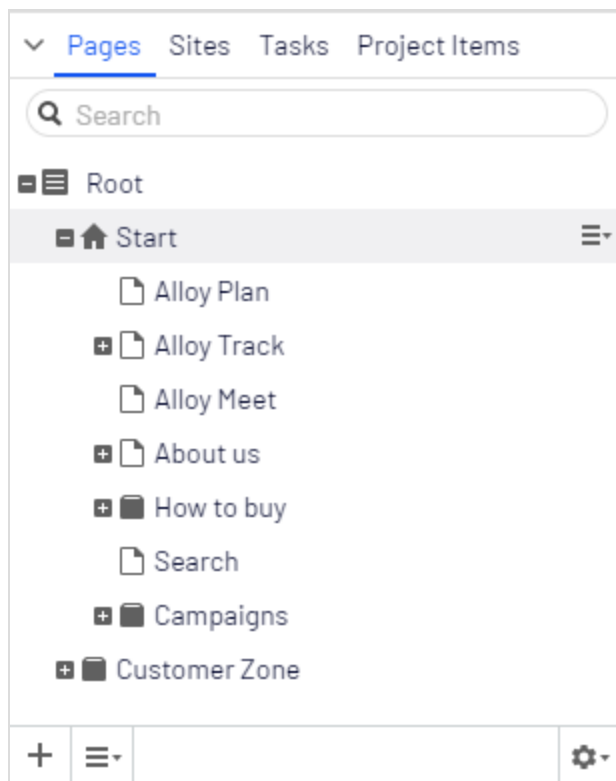 Pages Sites Tasks Project Items
Search
Root
Start
Alloy Plan
Alloy Track
Alloy Meet
About us
How to buy
Search
Campaigns
Customer Zone